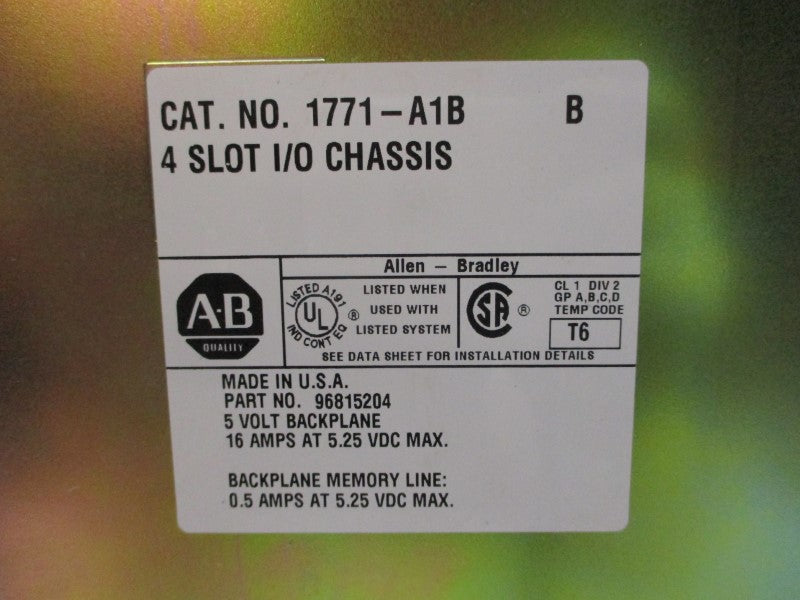 CAT. NO. 1771-A1B B
4 SLOT I/O CHASSIS
Allen - Bradley
A-B
QUALITY
LISTED A191
UL
IND CONT EQ
®
LISTED WHEN
USED WITH
LISTED SYSTEM
SA ®
CL 1 DIV 2
GP A,B,C,D
TEMP CODE
T6
SEE DATA SHEET FOR INSTALLATION DETAILS
MADE IN U.S.A.
PART NO. 96815204
5 VOLT BACKPLANE
16 AMPS AT 5.25 VDC MAX.
BACKPLANE MEMORY LINE:
0.5 AMPS AT 5.25 VDC MAX.